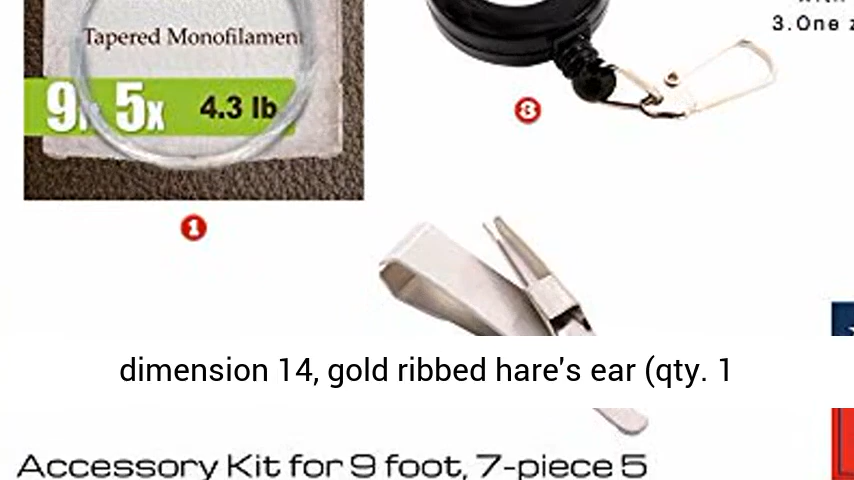 3.One
Tapered Monofilament
5x 4.3 lb
3
1
dimension 14, gold ribbed hare's ear (qty. 1
Accessory Kit for 9 foot, 7-piece 5